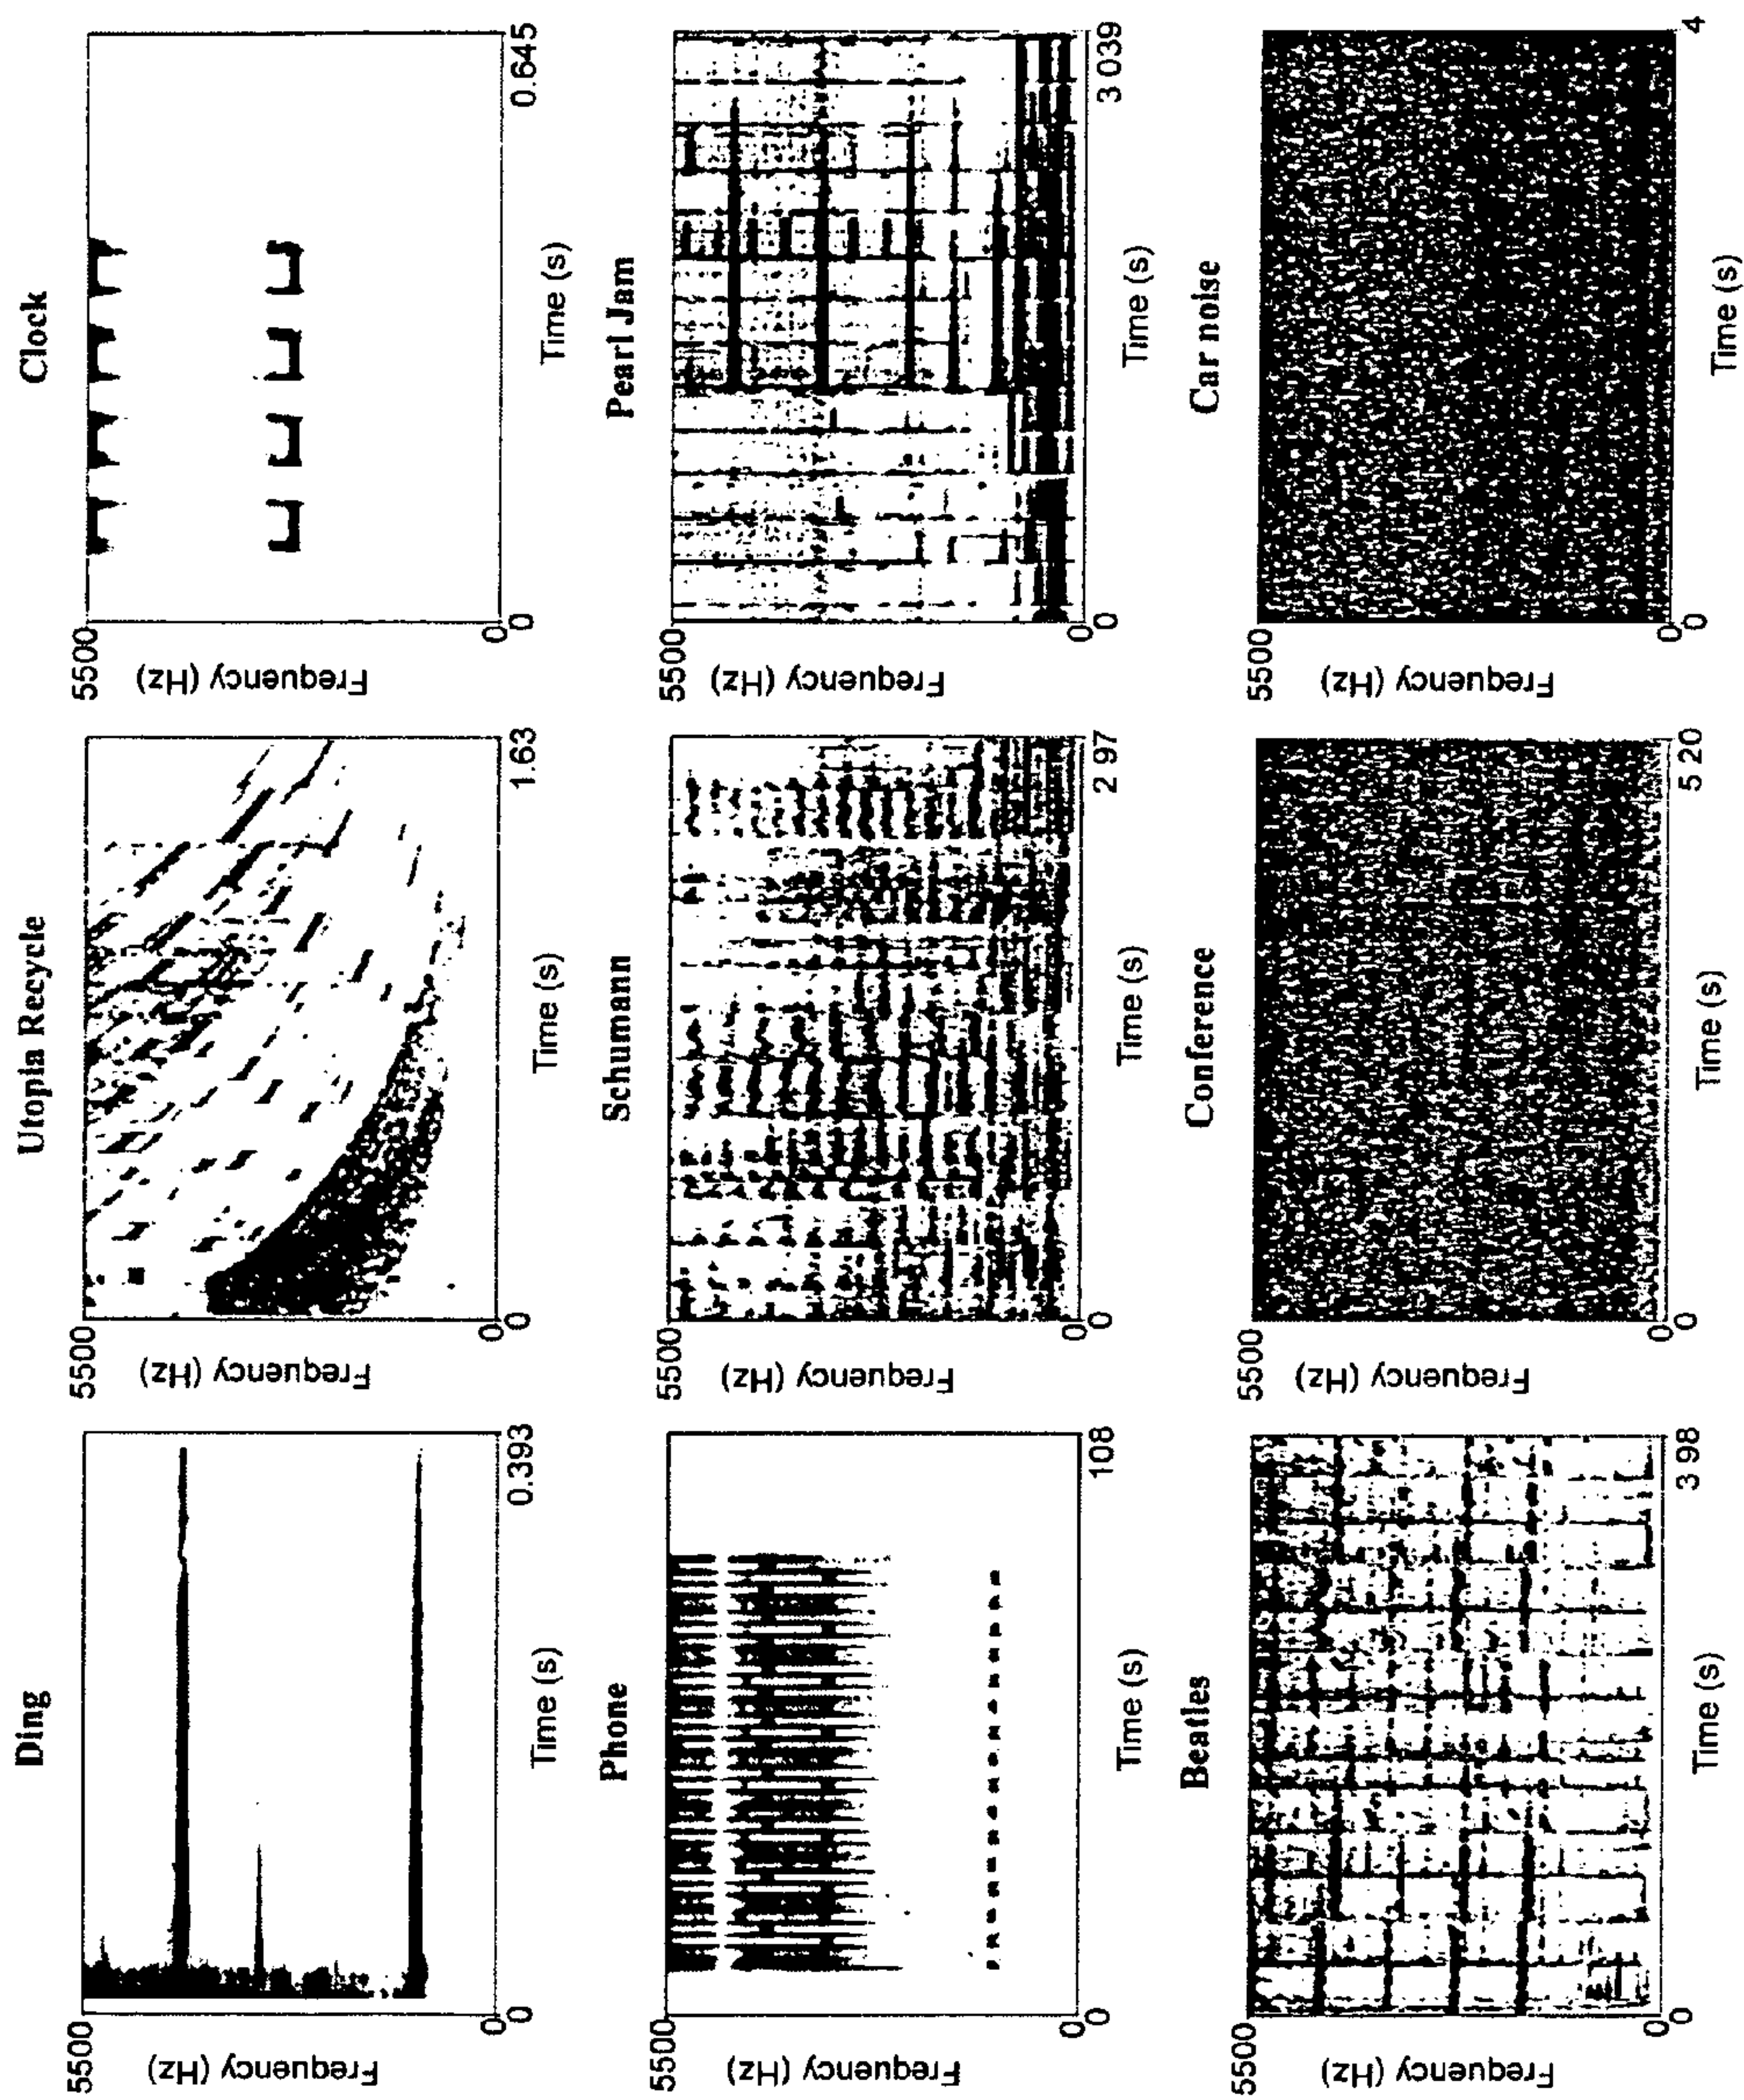 Ding
5500
Frequency (Hz)
0
0
0.393
Time (s)
Utopia Recycle
5500
Frequency (Hz)
0
0
1.63
Time (s)
Clock
5500
Frequency (Hz)
0
0
0.645
Time (s)
Phone
5500
Frequency (Hz)
0
0
108
Time (s)
Schumann
5500
Frequency (Hz)
0
0
2 97
Time (s)
Pearl Jam
5500
Frequency (Hz)
0
0
3 039
Time (s)
Beatles
5500
Frequency (Hz)
0
0
3 98
Time (s)
Conference
5500
Frequency (Hz)
0
0
5 20
Time (s)
Car noise
5500
Frequency (Hz)
0
0
4
Time (s)